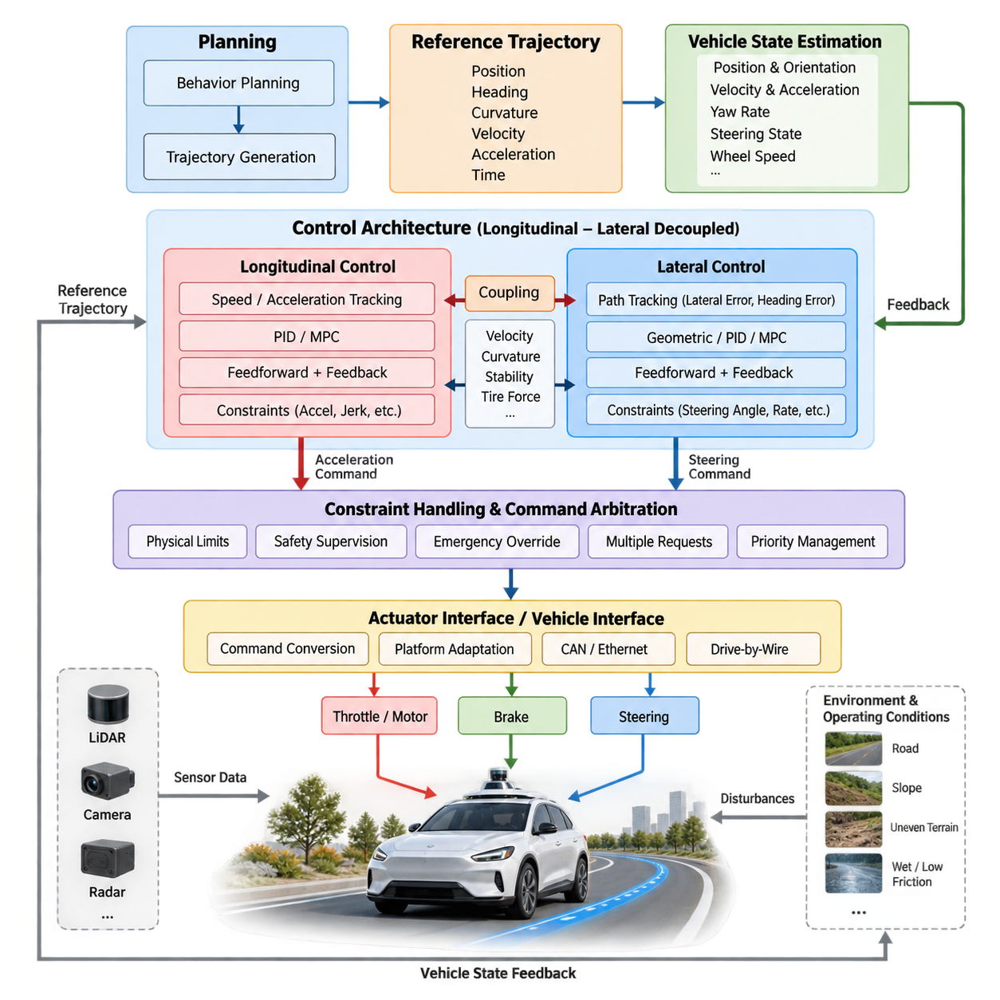 Planning
Behavior Planning
Trajectory Generation
Reference Trajectory
Position
Heading
Curvature
Velocity
Acceleration
Time
Vehicle State Estimation
Position & Orientation
Velocity & Acceleration
Yaw Rate
Steering State
Wheel Speed
...
Control Architecture (Longitudinal – Lateral Decoupled)
Reference
Trajectory
Longitudinal Control
Speed / Acceleration Tracking
PID / MPC
Feedforward + Feedback
Constraints (Accel, Jerk, etc.)
Coupling
Velocity
Curvature
Stability
Tire Force
...
Lateral Control
Path Tracking (Lateral Error, Heading Error)
Geometric / PID / MPC
Feedforward + Feedback
Constraints (Steering Angle, Rate, etc.)
Feedback
Acceleration
Command
Steering
Command
Constraint Handling & Command Arbitration
Physical Limits
Safety Supervision
Emergency Override
Multiple Requests
Priority Management
Actuator Interface / Vehicle Interface
Command Conversion
Platform Adaptation
CAN / Ethernet
Drive-by-Wire
Throttle / Motor
Brake
Steering
LiDAR
Camera
Radar
...
Sensor Data
Disturbances
Environment &
Operating Conditions
Road
Slope
Uneven Terrain
Wet / Low
Friction
...
Vehicle State Feedback